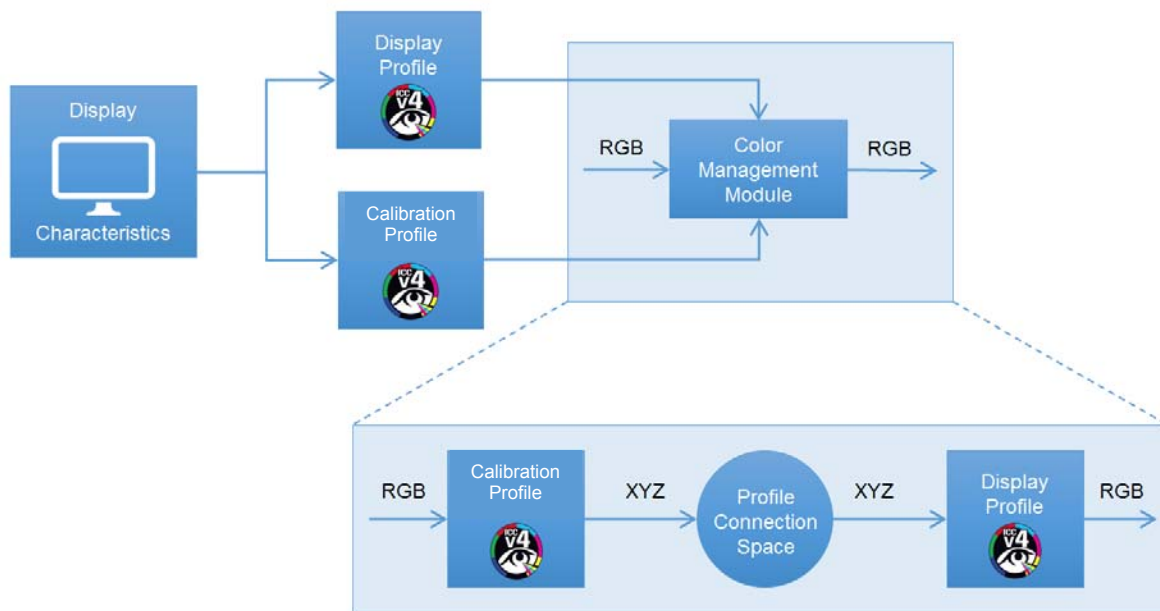 Display
Characteristics
Display
Profile
ICC
v4
Calibration
Profile
ICC
v4
RGB
Color
Management
Module
RGB
RGB
Calibration
Profile
ICC
v4
XYZ
Profile
Connection
Space
XYZ
Display
Profile
ICC
v4
RGB